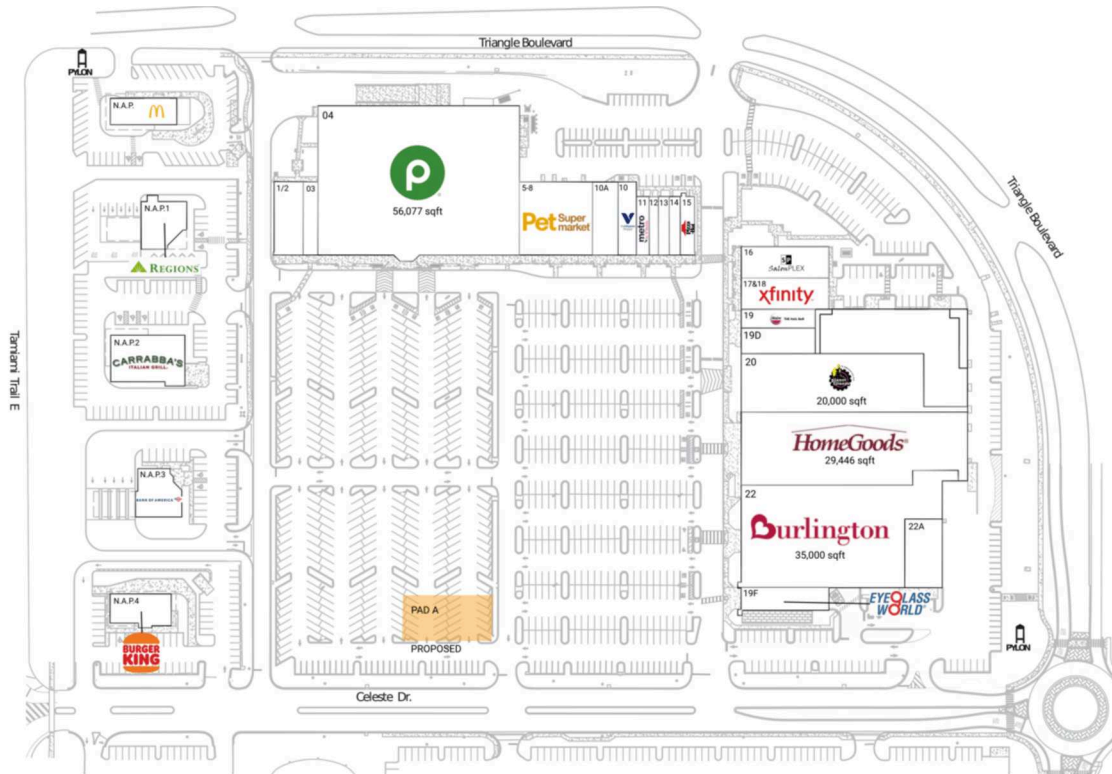 Triangle Boulevard
PYLON
N.A.P.
04
P
56,077 sqft
1/2
03
5-8
Pet Super
market
10A
10
V
11
metro
12
13
14
15
N.A.P.1
REGIONS
Triangle Boulevard
16
SalonPLEX
17&18
xfinity
19
19D
N.A.P.2
CARRABBA'S
ITALIAN GRILL
20
20,000 sqft
Tamiami Trail E
HomeGoods
29,446 sqft
N.A.P.3
BANK OF AMERICA
22
Burlington
35,000 sqft
22A
19F
EYEGLASS
WORLD
N.A.P.4
BURGER
KING
PAD A
PROPOSED
PYLON
Celeste Dr.